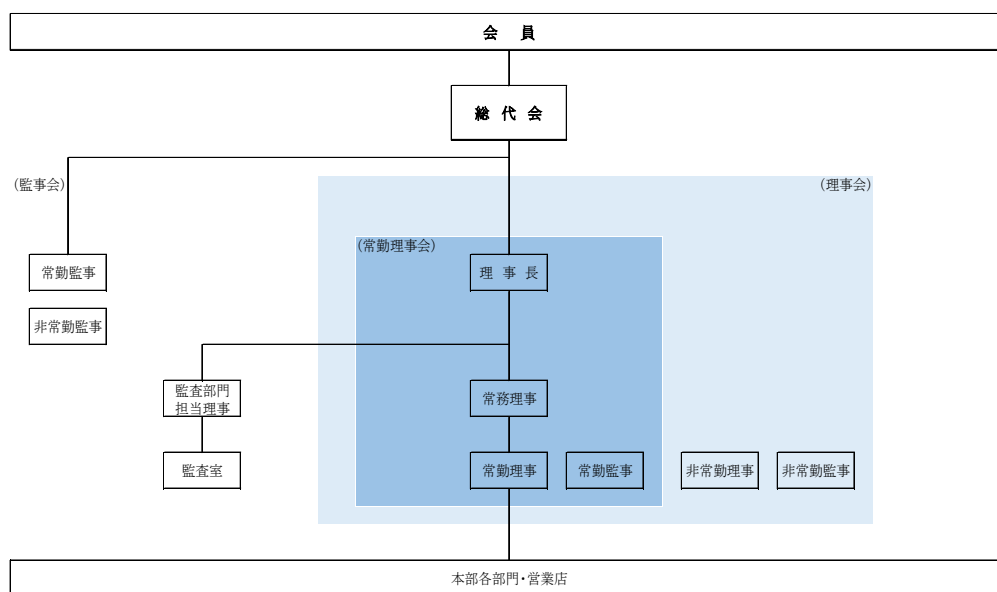 会 員
総 代 会
(監事会)
(理事会)
(常勤理事会)
常勤監事
理 事 長
非常勤監事
監査部門
担当理事
常務理事
監査室
常勤理事
常勤監事
非常勤理事
非常勤監事
本部各部門・営業店